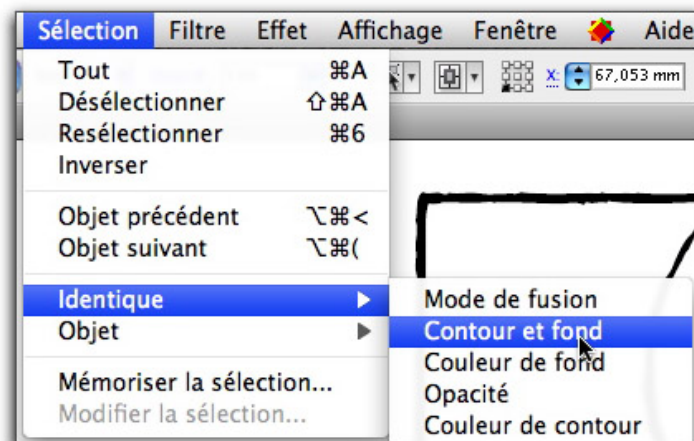 Sélection Filtre Effet Affichage Fenêtre Aide
X: 67,053 mm
Tout ⌘A
Désélectionner ⇧⌘A
Resélectionner ⌘6
Inverser
Objet précédent ⌥⌘<
Objet suivant ⌥⌘(
Identique
Objet
Mémoriser la sélection...
Modifier la sélection...
Mode de fusion
Contour et fond
Couleur de fond
Opacité
Couleur de contour